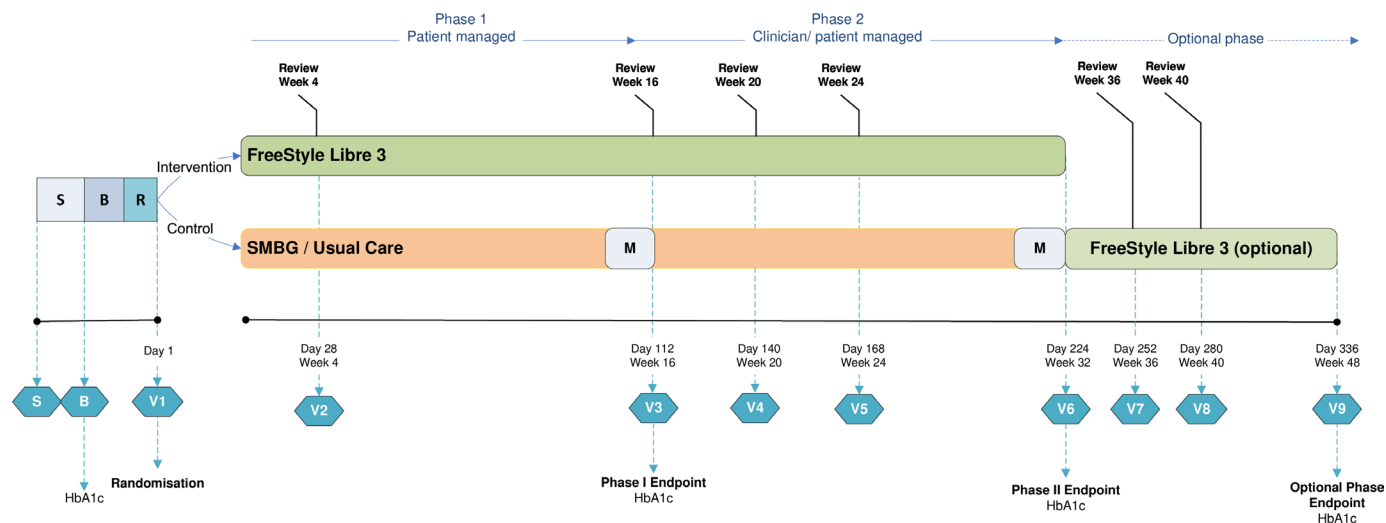 Phase 1
Patient managed
Phase 2
Clinician/ patient managed
Optional phase
Review
Week 4
Review
Week 16
Review
Week 20
Review
Week 24
Review
Week 36
Review
Week 40
Intervention
FreeStyle Libre 3
S B R
Control
SMBG / Usual Care
M
M
FreeStyle Libre 3 (optional)
Day 1
Day 28
Week 4
Day 112
Week 16
Day 140
Week 20
Day 168
Week 24
Day 224
Week 32
Day 252
Week 36
Day 280
Week 40
Day 336
Week 48
S B V1 V2 V3 V4 V5 V6 V7 V8 V9
HbA1c
Randomisation
Phase I Endpoint
HbA1c
Phase II Endpoint
HbA1c
Optional Phase
Endpoint
HbA1c